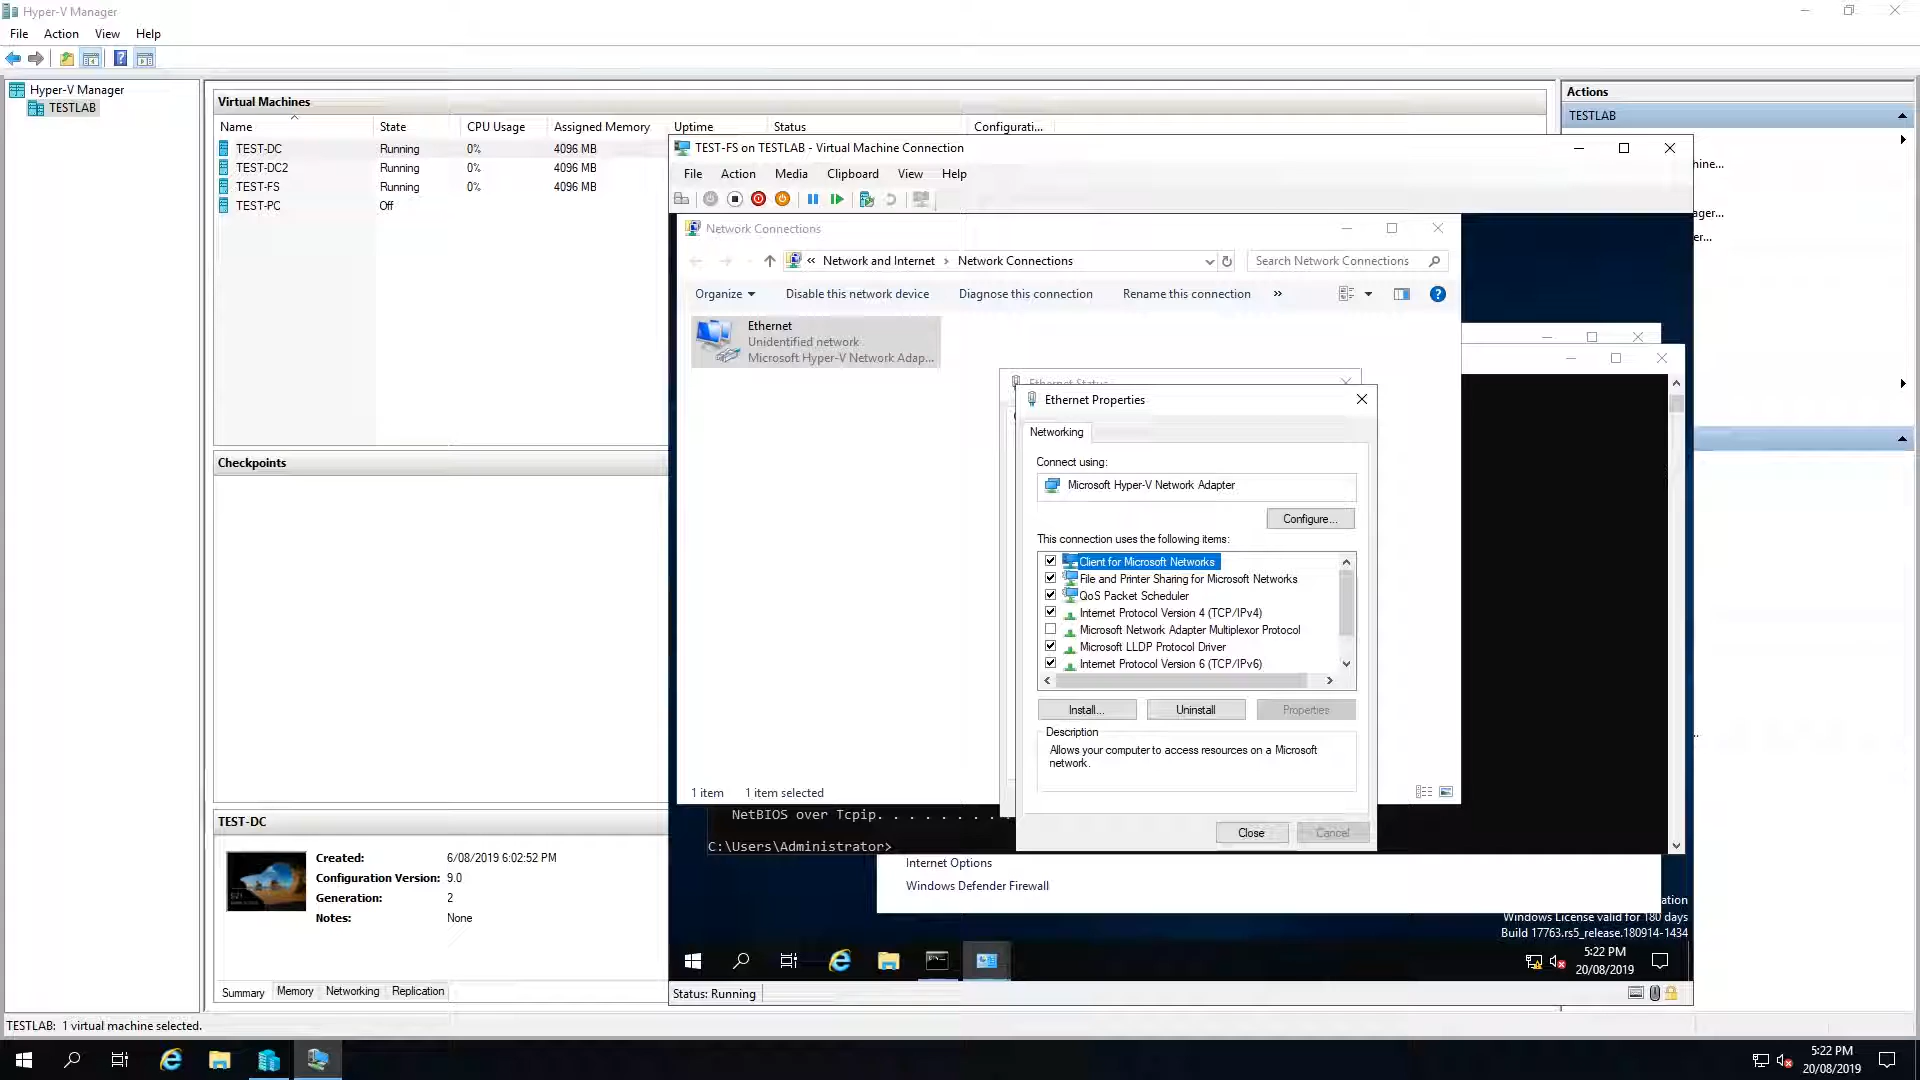 Hyper-V Manager
File Action View Help
Hyper-V Manager
TESTLAB
Virtual Machines
Name State CPU Usage Assigned Memory Uptime Status Configurati...
TEST-DC Running 0% 4096 MB
TEST-DC2 Running 0% 4096 MB
TEST-FS Running 0% 4096 MB
TEST-PC Off
Checkpoints
TEST-DC
Created: 6/08/2019 6:02:52 PM
Configuration Version: 9.0
Generation: 2
Notes: None
Summary Memory Networking Replication
TESTLAB: 1 virtual machine selected.
Actions
TESTLAB
hine...
ager...
er...
TEST-FS on TESTLAB - Virtual Machine Connection
File Action Media Clipboard View Help
Network Connections
« Network and Internet › Network Connections
Search Network Connections
Organize Disable this network device Diagnose this connection Rename this connection »
Ethernet
Unidentified network
Microsoft Hyper-V Network Adap...
1 item 1 item selected
Ethernet Status
Ethernet Properties
Networking
Connect using:
Microsoft Hyper-V Network Adapter
Configure...
This connection uses the following items:
Client for Microsoft Networks
File and Printer Sharing for Microsoft Networks
QoS Packet Scheduler
Internet Protocol Version 4 (TCP/IPv4)
Microsoft Network Adapter Multiplexor Protocol
Microsoft LLDP Protocol Driver
Internet Protocol Version 6 (TCP/IPv6)
Install... Uninstall Properties
Description
Allows your computer to access resources on a Microsoft
network.
Close Cancel
NetBIOS over Tcpip. . . . . . . . .
C:\Users\Administrator>
Internet Options
Windows Defender Firewall
ation
Windows License valid for 180 days
Build 17763.rs5_release.180914-1434
5:22 PM
20/08/2019
Status: Running
5:22 PM
20/08/2019